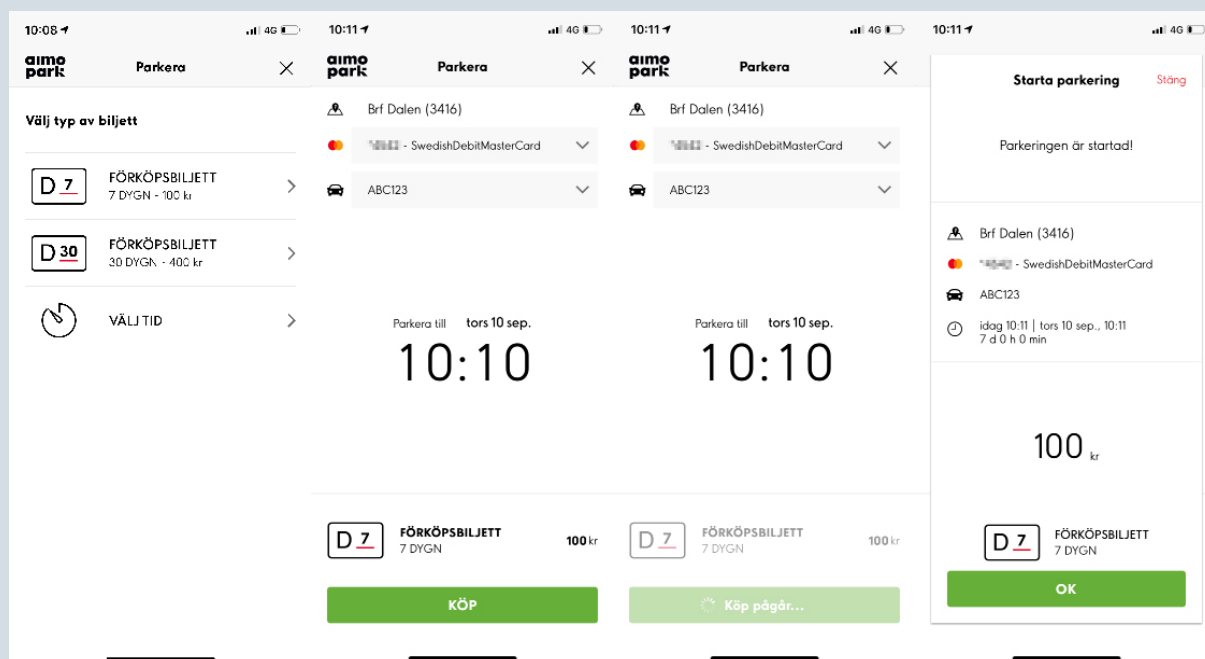 10:08
4G
aimo
park
Parkera
Välj typ av biljett
D 7
FÖRKÖPSBILJETT
7 DYGN - 100 kr
D 30
FÖRKÖPSBILJETT
30 DYGN - 400 kr
VÄLJ TID
10:11
4G
aimo
park
Parkera
Brf Dalen (3416)
- SwedishDebitMasterCard
ABC123
Parkera till tors 10 sep.
10:10
D 7
FÖRKÖPSBILJETT
7 DYGN
100 kr
KÖP
10:11
4G
aimo
park
Parkera
Brf Dalen (3416)
- SwedishDebitMasterCard
ABC123
Parkera till tors 10 sep.
10:10
D 7
FÖRKÖPSBILJETT
7 DYGN
100 kr
Köp pågår...
10:11
4G
Starta parkering
Stäng
Parkeringen är startad!
Brf Dalen (3416)
- SwedishDebitMasterCard
ABC123
idag 10:11 | tors 10 sep., 10:11
7 d 0 h 0 min
100 kr
D 7
FÖRKÖPSBILJETT
7 DYGN
OK